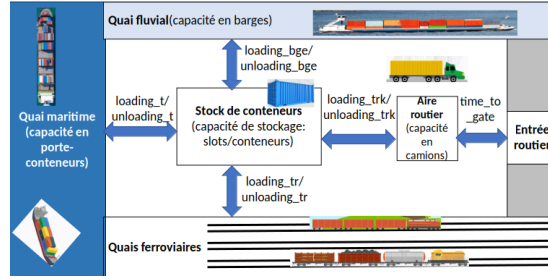 Quai fluvial(capacité en barges)
loading_bge/
unloading_bge
Quai maritime
(capacité en
porte-
conteneurs)
loading_t/
unloading_t
Stock de conteneurs
(capacité de stockage:
slots/conteneurs)
loading_trk/
unloading_trk
Aire
routier
(capacité
en
camions)
time_to
_gate
Entrée
routier
loading_tr/
unloading_tr
Quais ferroviaires